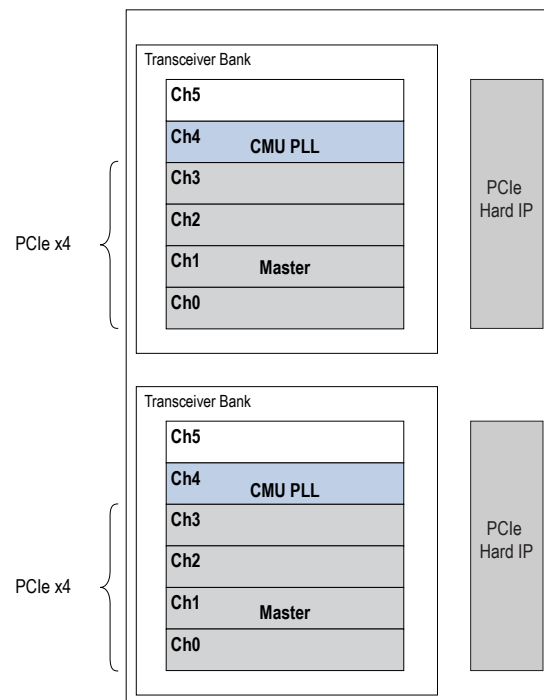 Transceiver Bank
Ch5
Ch4 CMU PLL
Ch3
Ch2
Ch1 Master
Ch0
PCIe x4
PCIe
Hard IP
Transceiver Bank
Ch5
Ch4 CMU PLL
Ch3
Ch2
Ch1 Master
Ch0
PCIe x4
PCIe
Hard IP